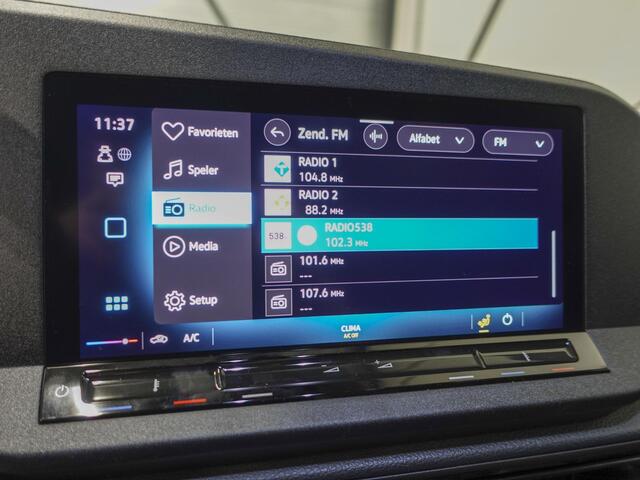 11:37
Favorieten
Speler
Radio
Media
Setup
Zend. FM
Alfabet
FM
RADIO 1
104.8 MHz
RADIO 2
88.2 MHz
538
RADIO538
102.3 MHz
101.6 MHz
---
107.6 MHz
---
A/C
CLIMA
A/C OFF